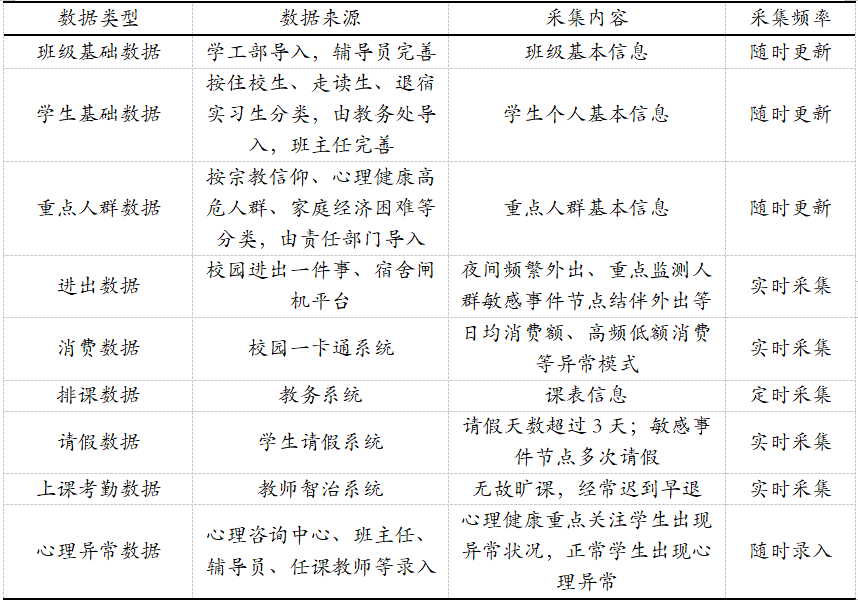 数据类型 数据来源 采集内容 采集频率
班级基础数据 学工部导入，辅导员完善 班级基本信息 随时更新
学生基础数据 按住校生、走读生、退宿
实习生分类，由教务处导
入，班主任完善 学生个人基本信息 随时更新
重点人群数据 按宗教信仰、心理健康高
危人群、家庭经济困难等
分类，由责任部门导入 重点人群基本信息 随时更新
进出数据 校园进出一件事、宿舍闸
机平台 夜间频繁外出、重点监测人
群敏感事件节点结伴外出等 实时采集
消费数据 校园一卡通系统 日均消费额、高频低额消费
等异常模式 实时采集
排课数据 教务系统 课表信息 定时采集
请假数据 学生请假系统 请假天数超过 3 天；敏感事
件节点多次请假 实时采集
上课考勤数据 教师智治系统 无故旷课，经常迟到早退 实时采集
心理异常数据 心理咨询中心、班主任、
辅导员、任课教师等录入 心理健康重点关注学生出现
异常状况，正常学生出现心
理异常 随时录入